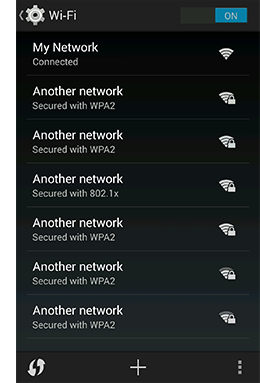 Wi-Fi
ON
My Network
Connected
Another network
Secured with WPA2
Another network
Secured with WPA2
Another network
Secured with 802.1x
Another network
Secured with WPA2
Another network
Secured with WPA2
Another network
Secured with WPA2